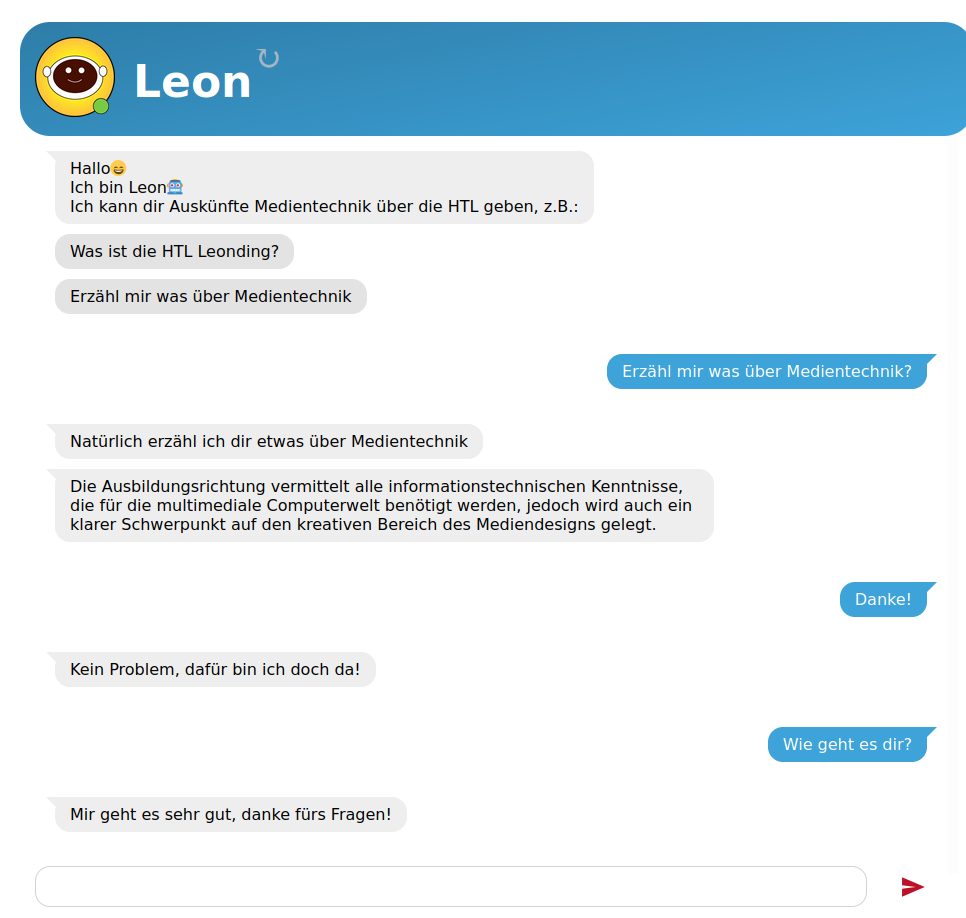 Leon
Hallo😄
Ich bin Leon🤖
Ich kann dir Auskünfte Medientechnik über die HTL geben, z.B.:
Was ist die HTL Leonding?
Erzähl mir was über Medientechnik
Erzähl mir was über Medientechnik?
Natürlich erzähl ich dir etwas über Medientechnik
Die Ausbildungsrichtung vermittelt alle informationstechnischen Kenntnisse,
die für die multimediale Computerwelt benötigt werden, jedoch wird auch ein
klarer Schwerpunkt auf den kreativen Bereich des Mediendesigns gelegt.
Danke!
Kein Problem, dafür bin ich doch da!
Wie geht es dir?
Mir geht es sehr gut, danke fürs Fragen!